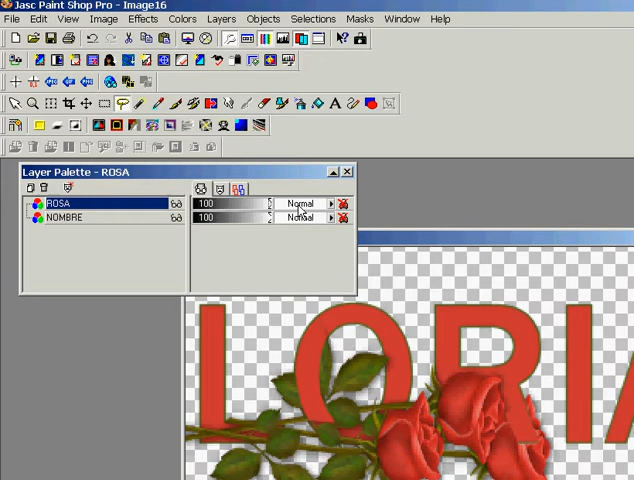 Jasc Paint Shop Pro - Image16
File Edit View Image Effects Colors Layers Objects Selections Masks Window Help
Layer Palette - ROSA
ROSA 100 Normal
NOMBRE 100 Normal
LORIA